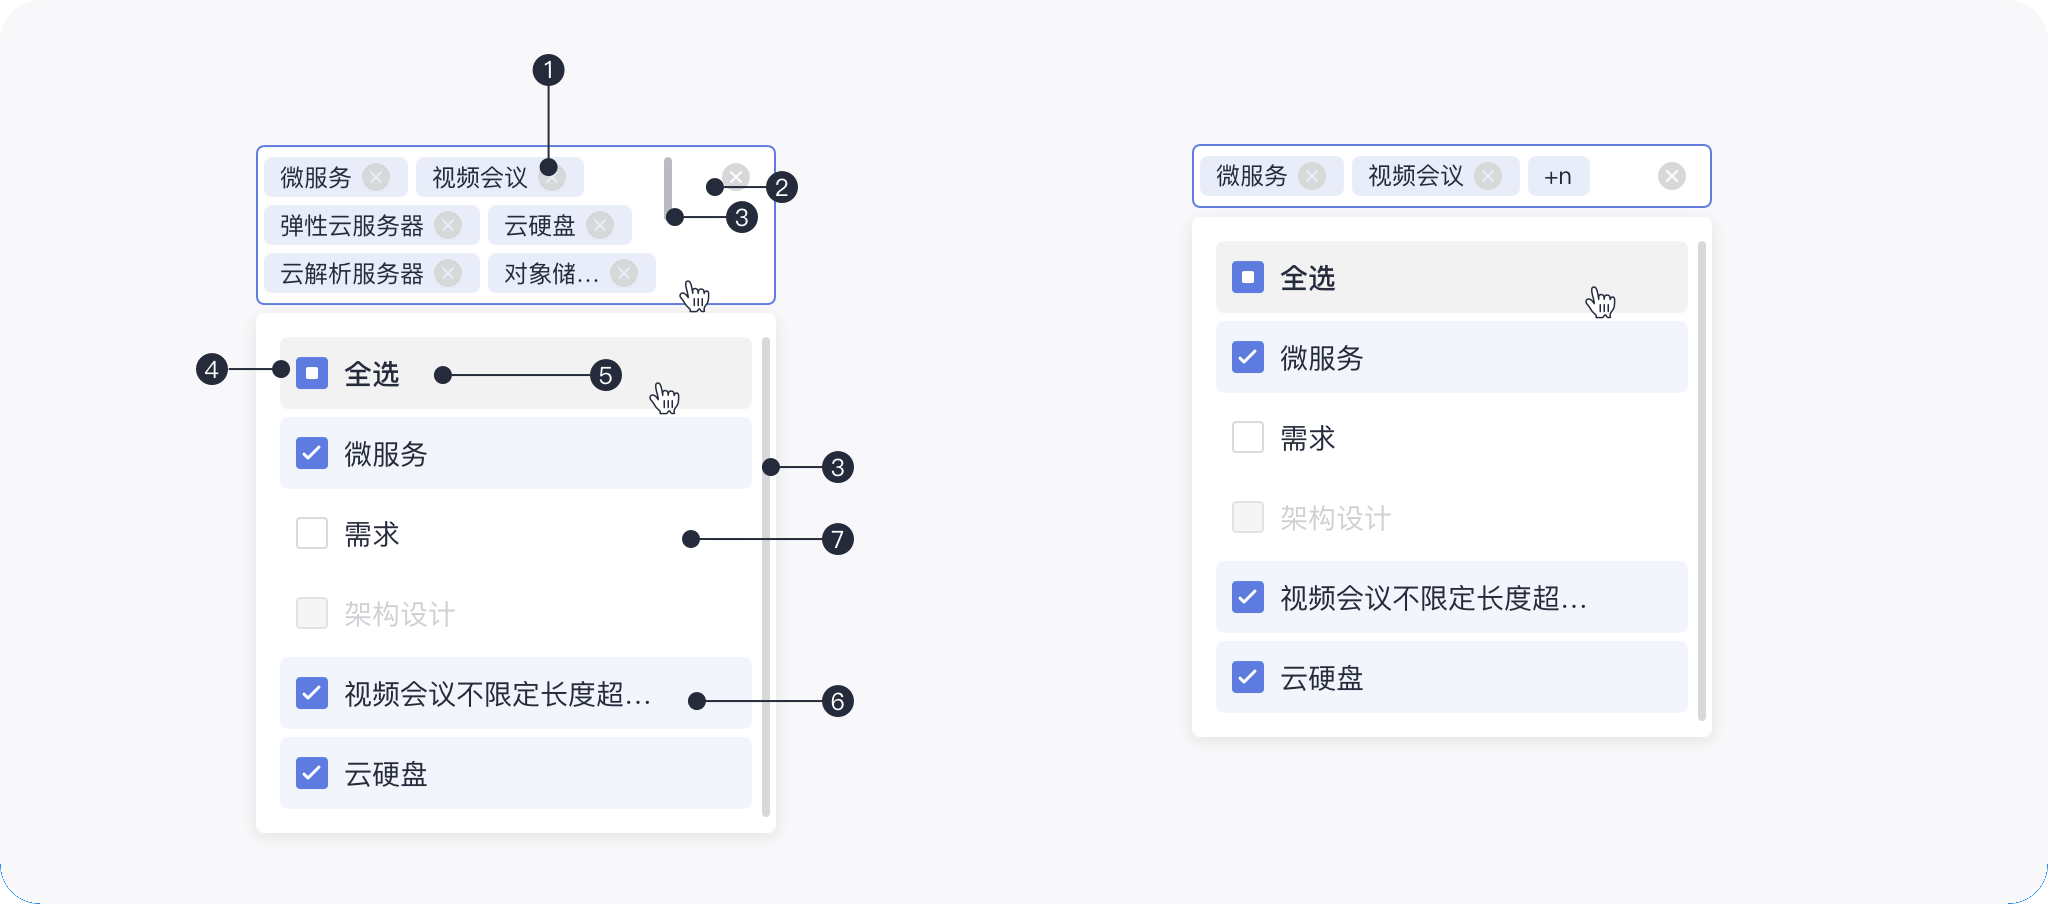 1
微服务 视频会议
2
3
弹性云服务器 云硬盘
云解析服务器 对象储...
4
全选
5
微服务
3
需求
7
架构设计
视频会议不限定长度超...
6
云硬盘
微服务 视频会议 +n
全选
微服务
需求
架构设计
视频会议不限定长度超...
云硬盘